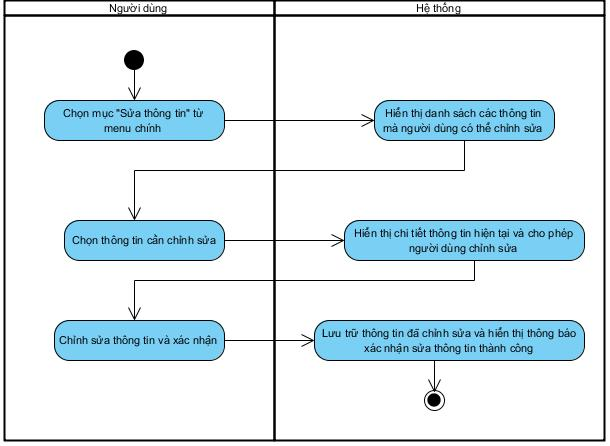 Người dùng
Hệ thống
Chọn mục "Sửa thông tin" từ
menu chính
Hiển thị danh sách các thông tin
mà người dùng có thể chỉnh sửa
Chọn thông tin cần chỉnh sửa
Hiển thị chi tiết thông tin hiện tại và cho phép
người dùng chỉnh sửa
Chỉnh sửa thông tin và xác nhận
Lưu trữ thông tin đã chỉnh sửa và hiển thị thông báo
xác nhận sửa thông tin thành công